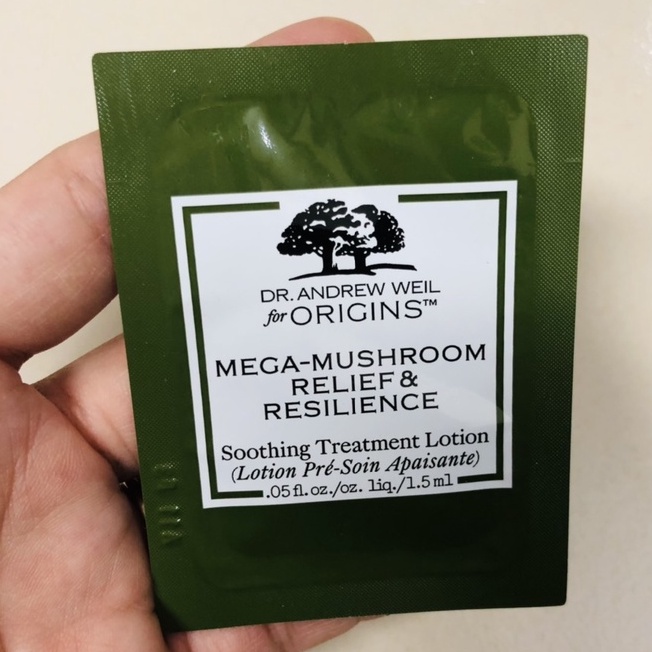 DR. ANDREW WEIL
for ORIGINS™
MEGA-MUSHROOM
RELIEF &
RESILIENCE
Soothing Treatment Lotion
(Lotion Pré-Soin Apaisante)
.05 fl. oz./oz. liq./1.5 ml